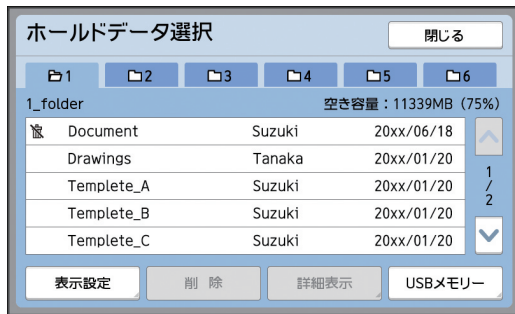 ホールドデータ選択 閉じる
1 2 3 4 5 6
1_folder 空き容量：11339MB（75%）
Document Suzuki 20xx/06/18
Drawings Tanaka 20xx/01/20
Templete_A Suzuki 20xx/01/20
Templete_B Suzuki 20xx/01/20
Templete_C Suzuki 20xx/01/20
1
/
2
表示設定 削 除 詳細表示 USBメモリー